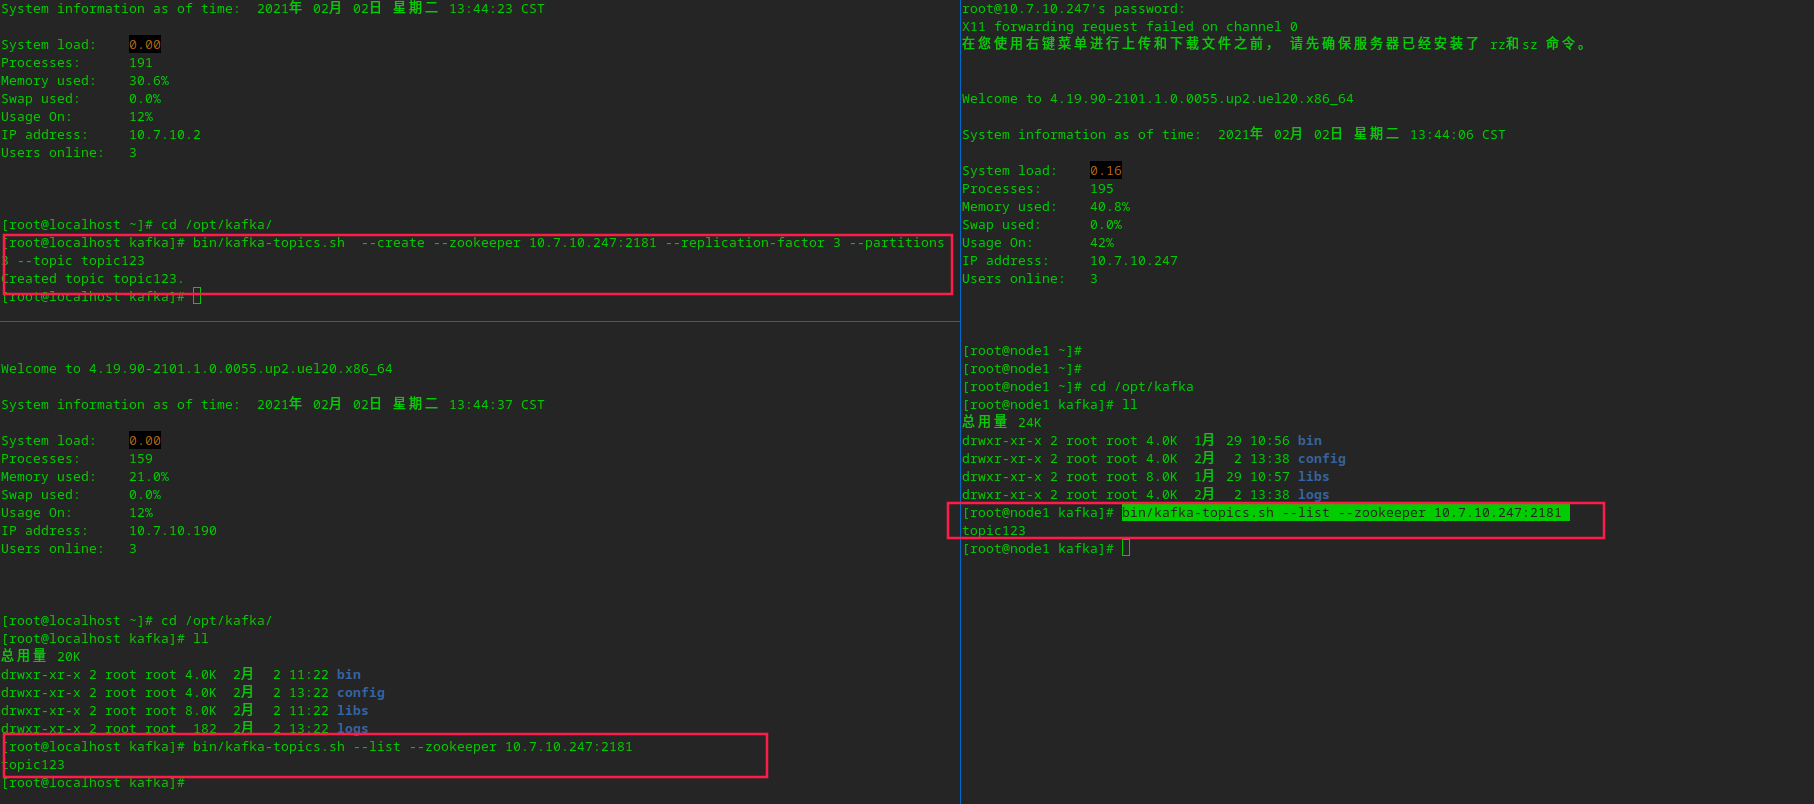 System information as of time:  2021年 02月 02日 星期二 13:44:23 CST
System load:    0.00
Processes:      191
Memory used:    30.6%
Swap used:      0.0%
Usage On:       12%
IP address:     10.7.10.2
Users online:   3
[root@localhost ~]# cd /opt/kafka/
[root@localhost kafka]# bin/kafka-topics.sh  --create --zookeeper 10.7.10.247:2181 --replication-factor 3 --partitions
3 --topic topic123
Created topic topic123.
[root@localhost kafka]#
Welcome to 4.19.90-2101.1.0.0055.up2.uel20.x86_64
System information as of time:  2021年 02月 02日 星期二 13:44:37 CST
System load:    0.00
Processes:      159
Memory used:    21.0%
Swap used:      0.0%
Usage On:       12%
IP address:     10.7.10.190
Users online:   3
[root@localhost ~]# cd /opt/kafka/
[root@localhost kafka]# ll
总用量 20K
drwxr-xr-x 2 root root 4.0K  2月  2 11:22 bin
drwxr-xr-x 2 root root 4.0K  2月  2 13:22 config
drwxr-xr-x 2 root root 8.0K  2月  2 11:22 libs
drwxr-xr-x 2 root root  182  2月  2 13:22 logs
[root@localhost kafka]# bin/kafka-topics.sh --list --zookeeper 10.7.10.247:2181
topic123
[root@localhost kafka]#
root@10.7.10.247's password:
X11 forwarding request failed on channel 0
在您使用右键菜单进行上传和下载文件之前， 请先确保服务器已经安装了 rz和sz 命令。
Welcome to 4.19.90-2101.1.0.0055.up2.uel20.x86_64
System information as of time:  2021年 02月 02日 星期二 13:44:06 CST
System load:    0.16
Processes:      195
Memory used:    40.8%
Swap used:      0.0%
Usage On:       42%
IP address:     10.7.10.247
Users online:   3
[root@node1 ~]#
[root@node1 ~]#
[root@node1 ~]# cd /opt/kafka
[root@node1 kafka]# ll
总用量 24K
drwxr-xr-x 2 root root 4.0K  1月 29 10:56 bin
drwxr-xr-x 2 root root 4.0K  2月  2 13:38 config
drwxr-xr-x 2 root root 8.0K  1月 29 10:57 libs
drwxr-xr-x 2 root root 4.0K  2月  2 13:38 logs
[root@node1 kafka]# bin/kafka-topics.sh --list --zookeeper 10.7.10.247:2181
topic123
[root@node1 kafka]#